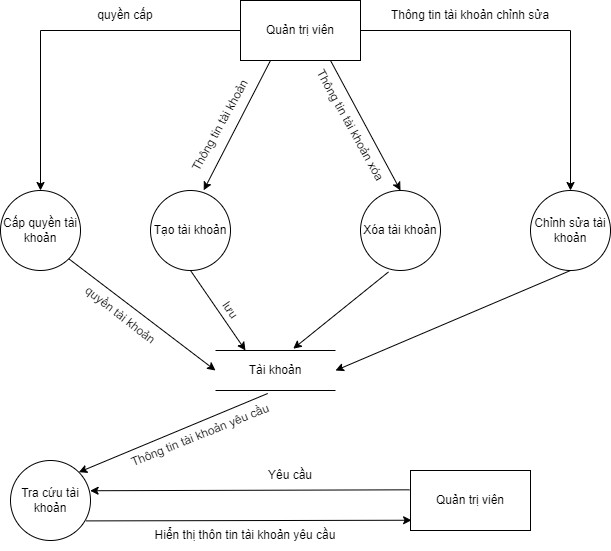 quyền cấp
Quản trị viên
Thông tin tài khoản chỉnh sửa
Thông tin tài khoản
Thông tin tài khoản xóa
Cấp quyền tài
khoản
Tạo tài khoản
Xóa tài khoản
Chỉnh sửa tài
khoản
quyền tài khoản
lưu
Tài khoản
Thông tin tài khoản yêu cầu
Yêu cầu
Tra cứu tài
khoản
Quản trị viên
Hiển thị thôn tin tài khoản yêu cầu